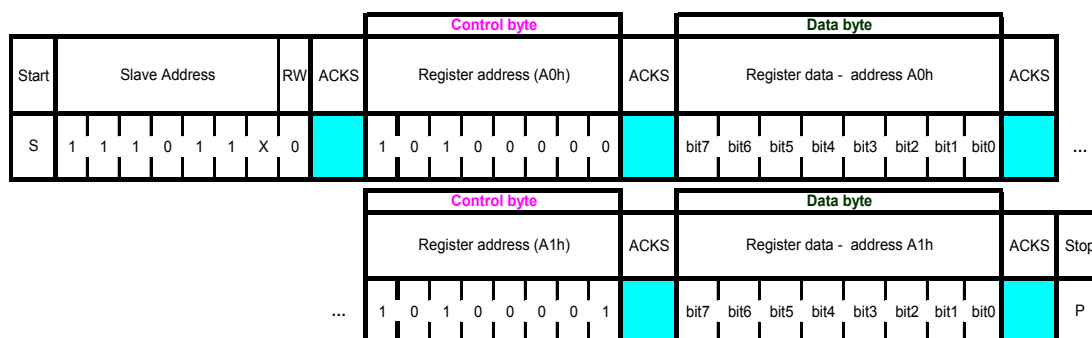 Control byte Data byte
Start Slave Address RW ACKS Register address (A0h) ACKS Register data - address A0h ACKS
S 1 1 1 0 1 1 X 0 1 0 1 0 0 0 0 0 bit7 bit6 bit5 bit4 bit3 bit2 bit1 bit0 ...
Control byte Data byte
Register address (A1h) ACKS Register data - address A1h ACKS Stop
... 1 0 1 0 0 0 0 1 bit7 bit6 bit5 bit4 bit3 bit2 bit1 bit0 P